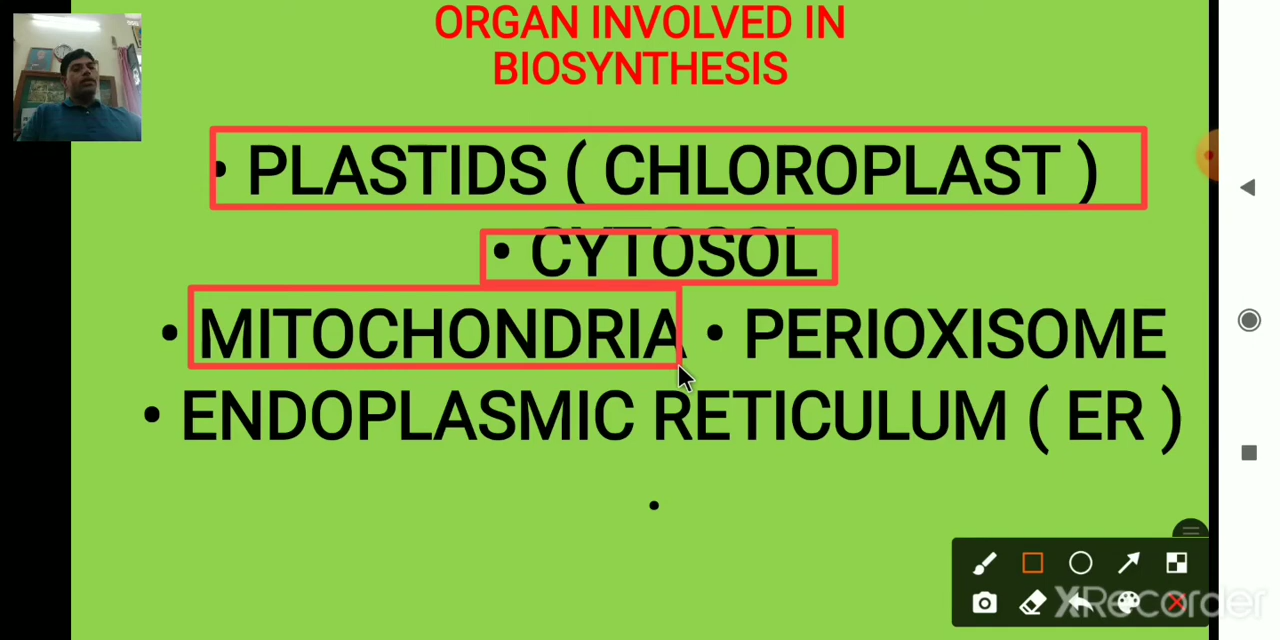 ORGAN INVOLVED IN
BIOSYNTHESIS
• PLASTIDS ( CHLOROPLAST )
• CYTOSOL
• MITOCHONDRIA • PERIOXISOME
• ENDOPLASMIC RETICULUM ( ER )
•
XRecorder